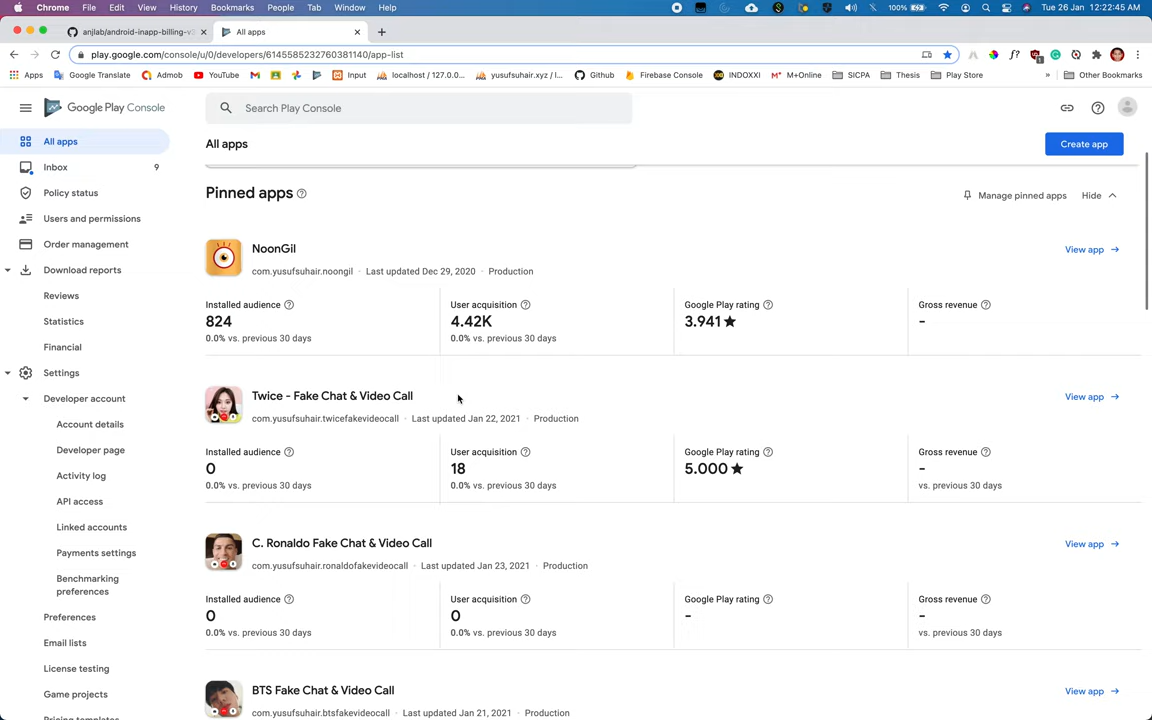 Chrome File Edit View History Bookmarks People Tab Window Help 100% Tue 26 Jan 12:22:45 AM
anjlab/android-inapp-billing-v
All apps
play.google.com/console/u/0/developers/6145585232760381140/app-list
Apps Google Translate Admob YouTube Input localhost / 127.0.0... yusufsuhair.xyz / l... Github Firebase Console INDOXXI M+Online SICPA Thesis Play Store » Other Bookmarks
Google Play Console
Search Play Console
All apps
Inbox 9
Policy status
Users and permissions
Order management
Download reports
Reviews
Statistics
Financial
Settings
Developer account
Account details
Developer page
Activity log
API access
Linked accounts
Payments settings
Benchmarking
preferences
Preferences
Email lists
License testing
Game projects
Pricing templates
All apps
Create app
Pinned apps
Manage pinned apps Hide
NoonGil
View app
com.yusufsuhair.noongil · Last updated Dec 29, 2020 · Production
Installed audience User acquisition Google Play rating Gross revenue
824 4.42K 3.941★ -
0.0% vs. previous 30 days 0.0% vs. previous 30 days
Twice - Fake Chat & Video Call
View app
com.yusufsuhair.twicefakevideocall · Last updated Jan 22, 2021 · Production
Installed audience User acquisition Google Play rating Gross revenue
0 18 5.000★ -
0.0% vs. previous 30 days 0.0% vs. previous 30 days vs. previous 30 days
C. Ronaldo Fake Chat & Video Call
View app
com.yusufsuhair.ronaldofakevideocall · Last updated Jan 23, 2021 · Production
Installed audience User acquisition Google Play rating Gross revenue
0 0 - -
0.0% vs. previous 30 days 0.0% vs. previous 30 days vs. previous 30 days
BTS Fake Chat & Video Call
View app
com.yusufsuhair.btsfakevideocall · Last updated Jan 21, 2021 · Production